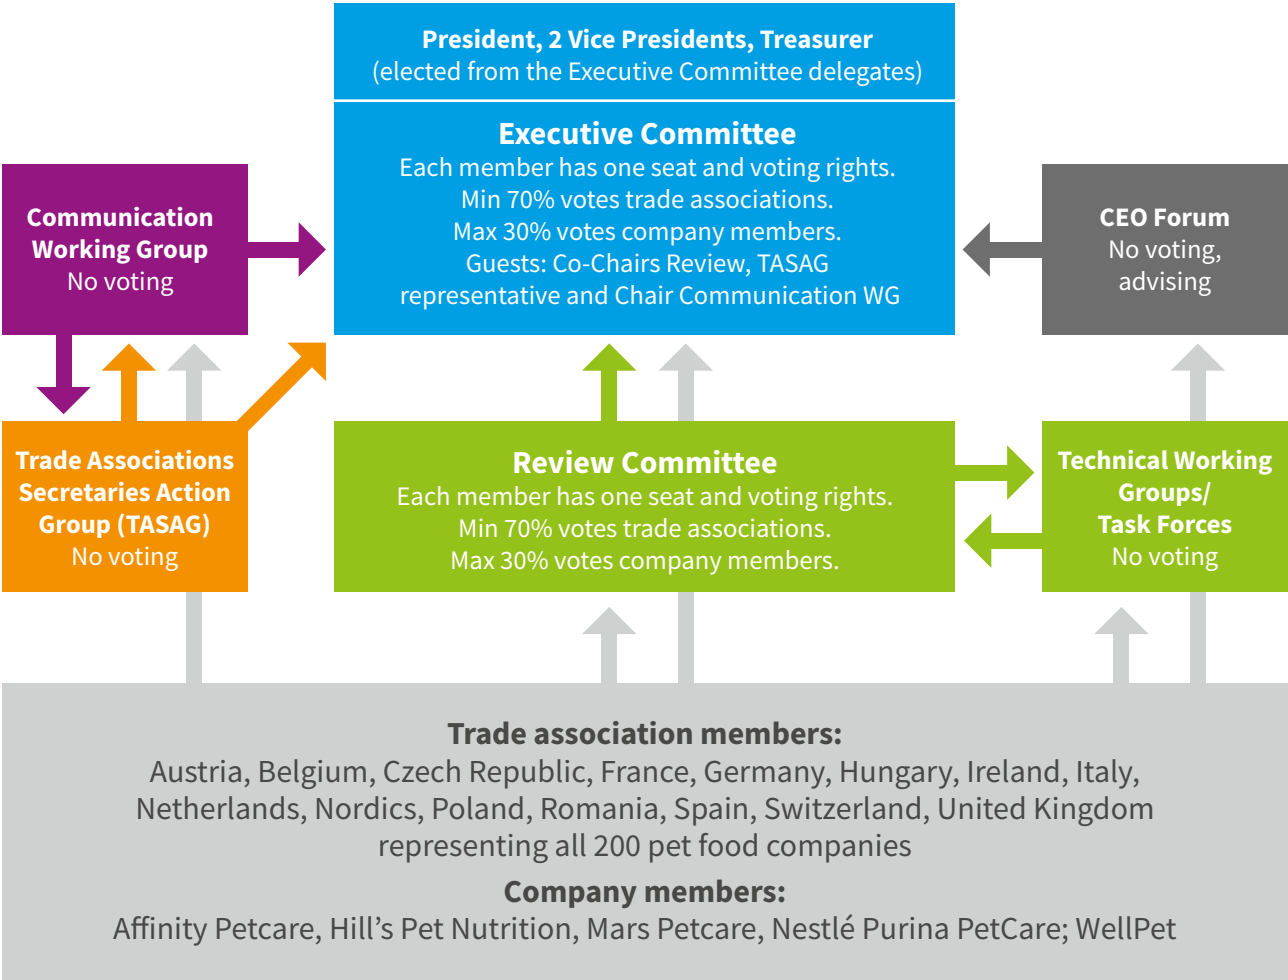 President, 2 Vice Presidents, Treasurer
(elected from the Executive Committee delegates)
Executive Committee
Each member has one seat and voting rights.
Min 70% votes trade associations.
Max 30% votes company members.
Guests: Co-Chairs Review, TASAG
representative and Chair Communication WG
Communication
Working Group
No voting
CEO Forum
No voting,
advising
Trade Associations
Secretaries Action
Group (TASAG)
No voting
Review Committee
Each member has one seat and voting rights.
Min 70% votes trade associations.
Max 30% votes company members.
Technical Working
Groups/
Task Forces
No voting
Trade association members:
Austria, Belgium, Czech Republic, France, Germany, Hungary, Ireland, Italy,
Netherlands, Nordics, Poland, Romania, Spain, Switzerland, United Kingdom
representing all 200 pet food companies
Company members:
Affinity Petcare, Hill's Pet Nutrition, Mars Petcare, Nestlé Purina PetCare; WellPet